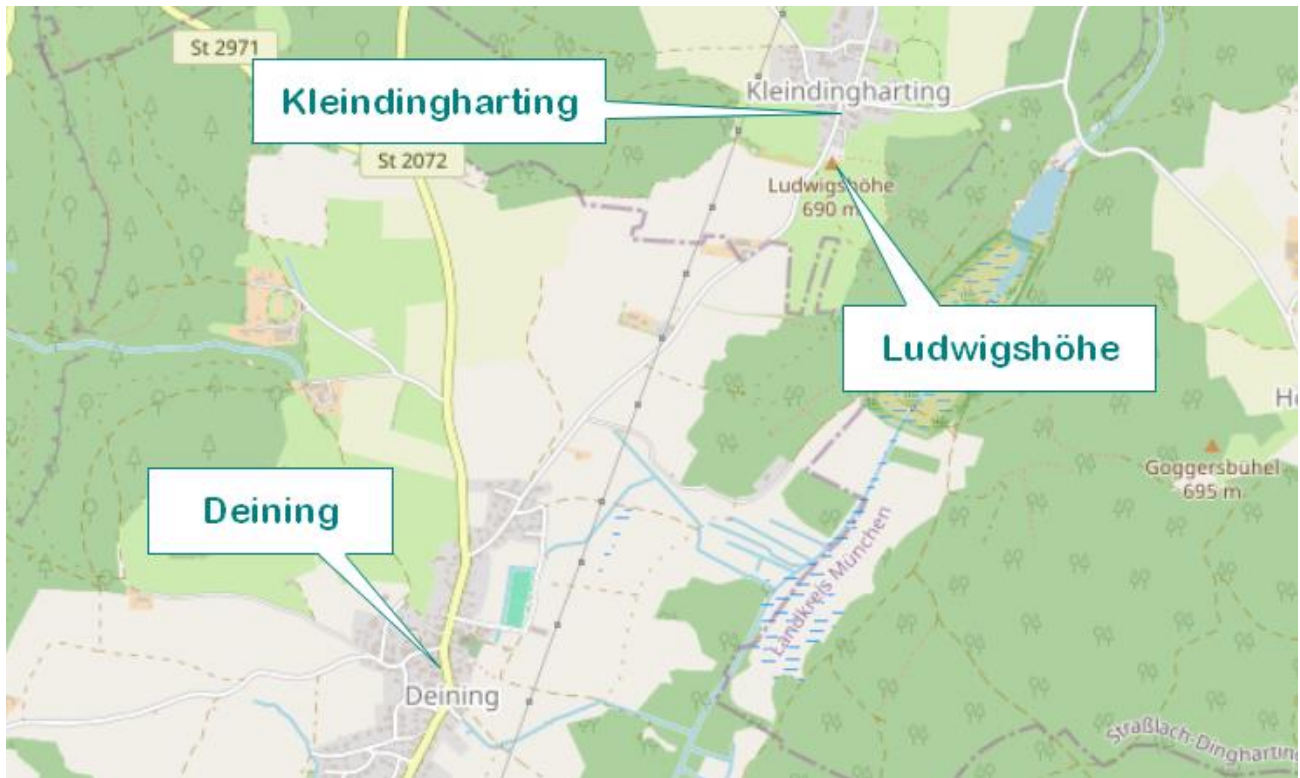 St 2971
Kleindingharting
Kleindingharting
St 2072
Ludwigshöhe
690 m
Ludwigshöhe
Goggersbühel
695 m
Deining
Landkreis München
Deining
Straßlach-Dingharting